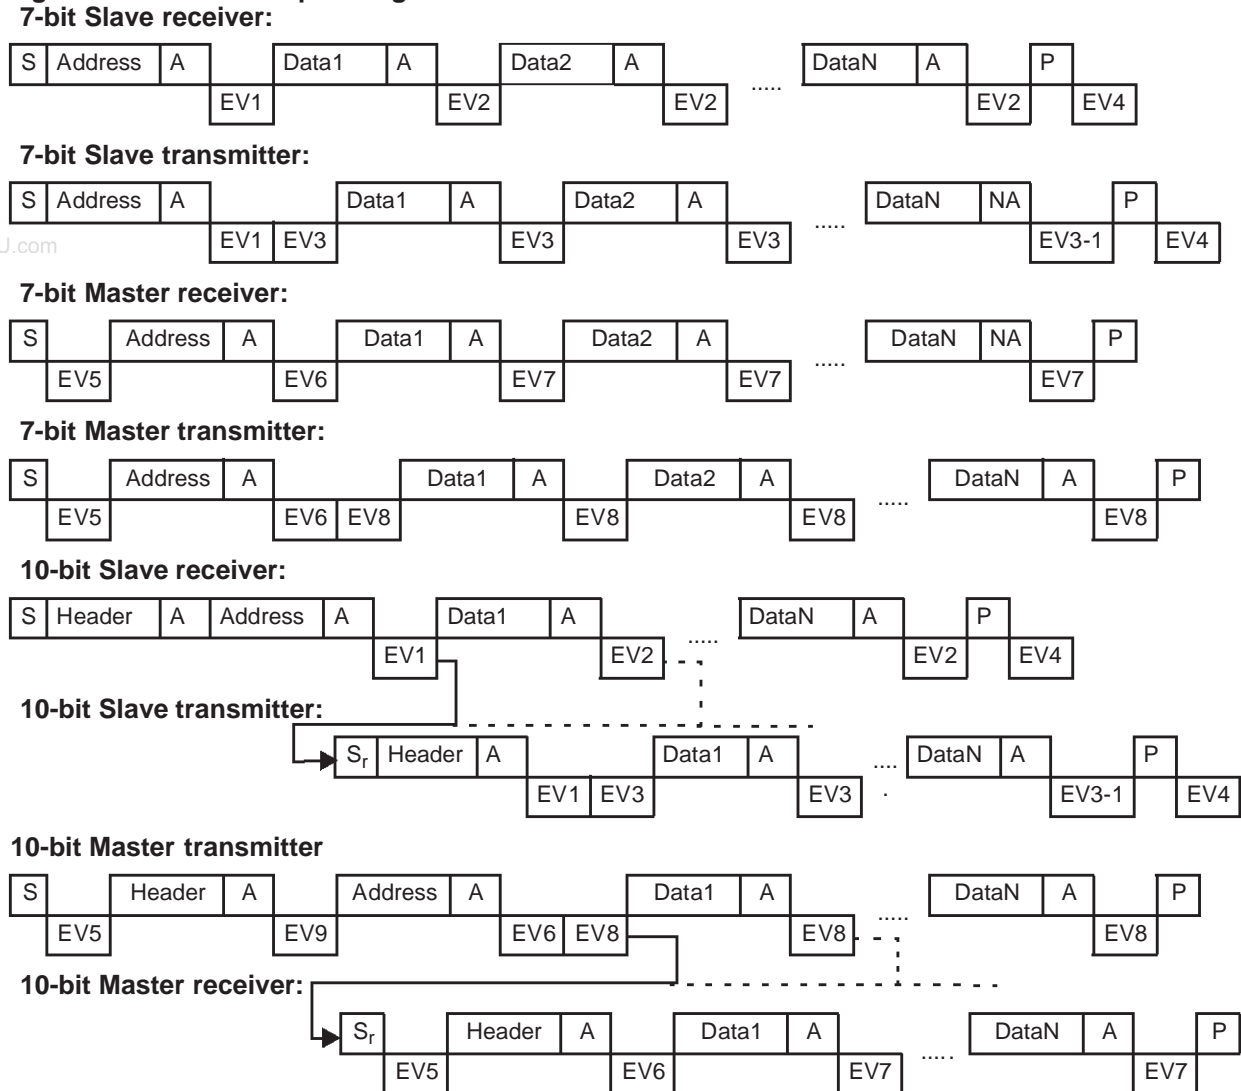 7-bit Slave receiver:
S Address A Data1 A Data2 A ..... DataN A P
EV1 EV2 EV2 EV2 EV4
7-bit Slave transmitter:
S Address A Data1 A Data2 A ..... DataN NA P
EV1 EV3 EV3 EV3 EV3-1 EV4
J.com
7-bit Master receiver:
S Address A Data1 A Data2 A ..... DataN NA P
EV5 EV6 EV7 EV7 EV7
7-bit Master transmitter:
S Address A Data1 A Data2 A ..... DataN A P
EV5 EV6 EV8 EV8 EV8 EV8
10-bit Slave receiver:
S Header A Address A Data1 A ..... DataN A P
EV1 EV2 EV2 EV4
10-bit Slave transmitter:
Sr Header A Data1 A .... DataN A P
EV1 EV3 EV3 . EV3-1 EV4
10-bit Master transmitter
S Header A Address A Data1 A ..... DataN A P
EV5 EV9 EV6 EV8 EV8 EV8
10-bit Master receiver:
Sr Header A Data1 A ..... DataN A P
EV5 EV6 EV7 EV7